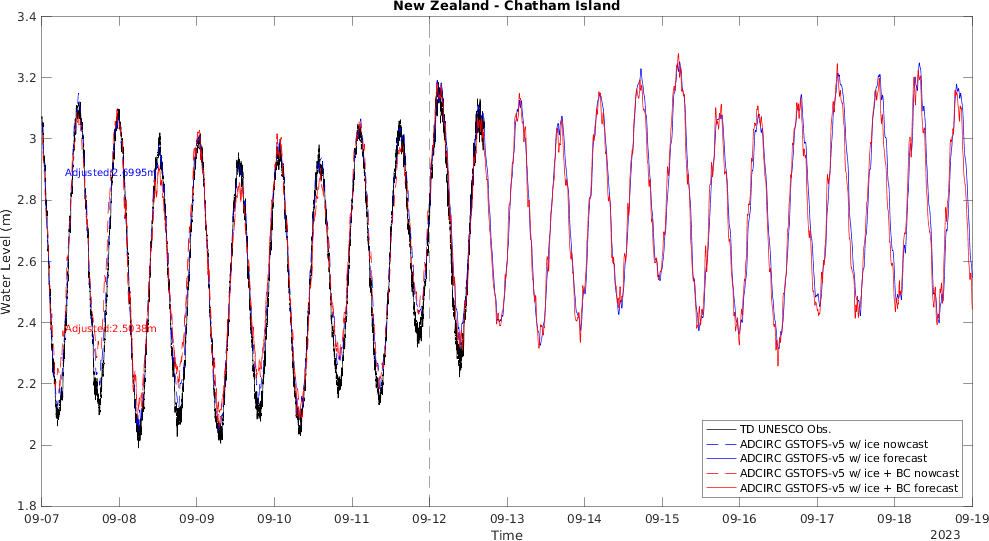 New Zealand - Chatham Island
3.4
3.2
3
2.8
2.6
2.4
2.2
2
1.8
Water Level (m)
Adjusted:2.6995m
Adjusted:2.5038m
TD UNESCO Obs.
ADCIRC GSTOFS-v5 w/ ice nowcast
ADCIRC GSTOFS-v5 w/ ice forecast
ADCIRC GSTOFS-v5 w/ ice + BC nowcast
ADCIRC GSTOFS-v5 w/ ice + BC forecast
09-07 09-08 09-09 09-10 09-11 09-12 09-13 09-14 09-15 09-16 09-17 09-18 09-19
Time
2023